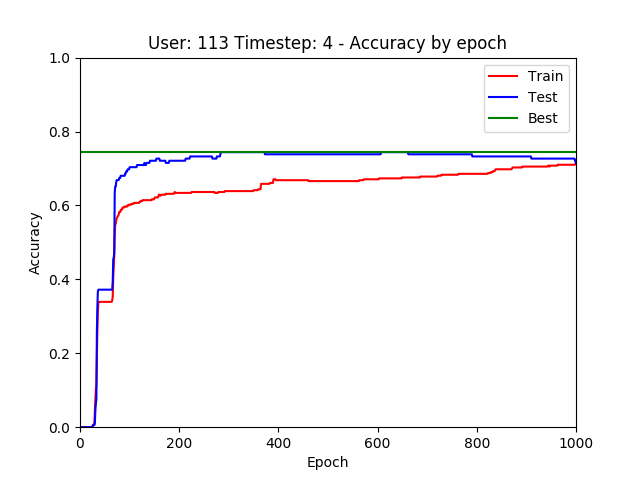 User: 113 Timestep: 4 - Accuracy by epoch
1.0
0.8
0.6
0.4
0.2
0.0
Accuracy
Train
Test
Best
0 200 400 600 800 1000
Epoch